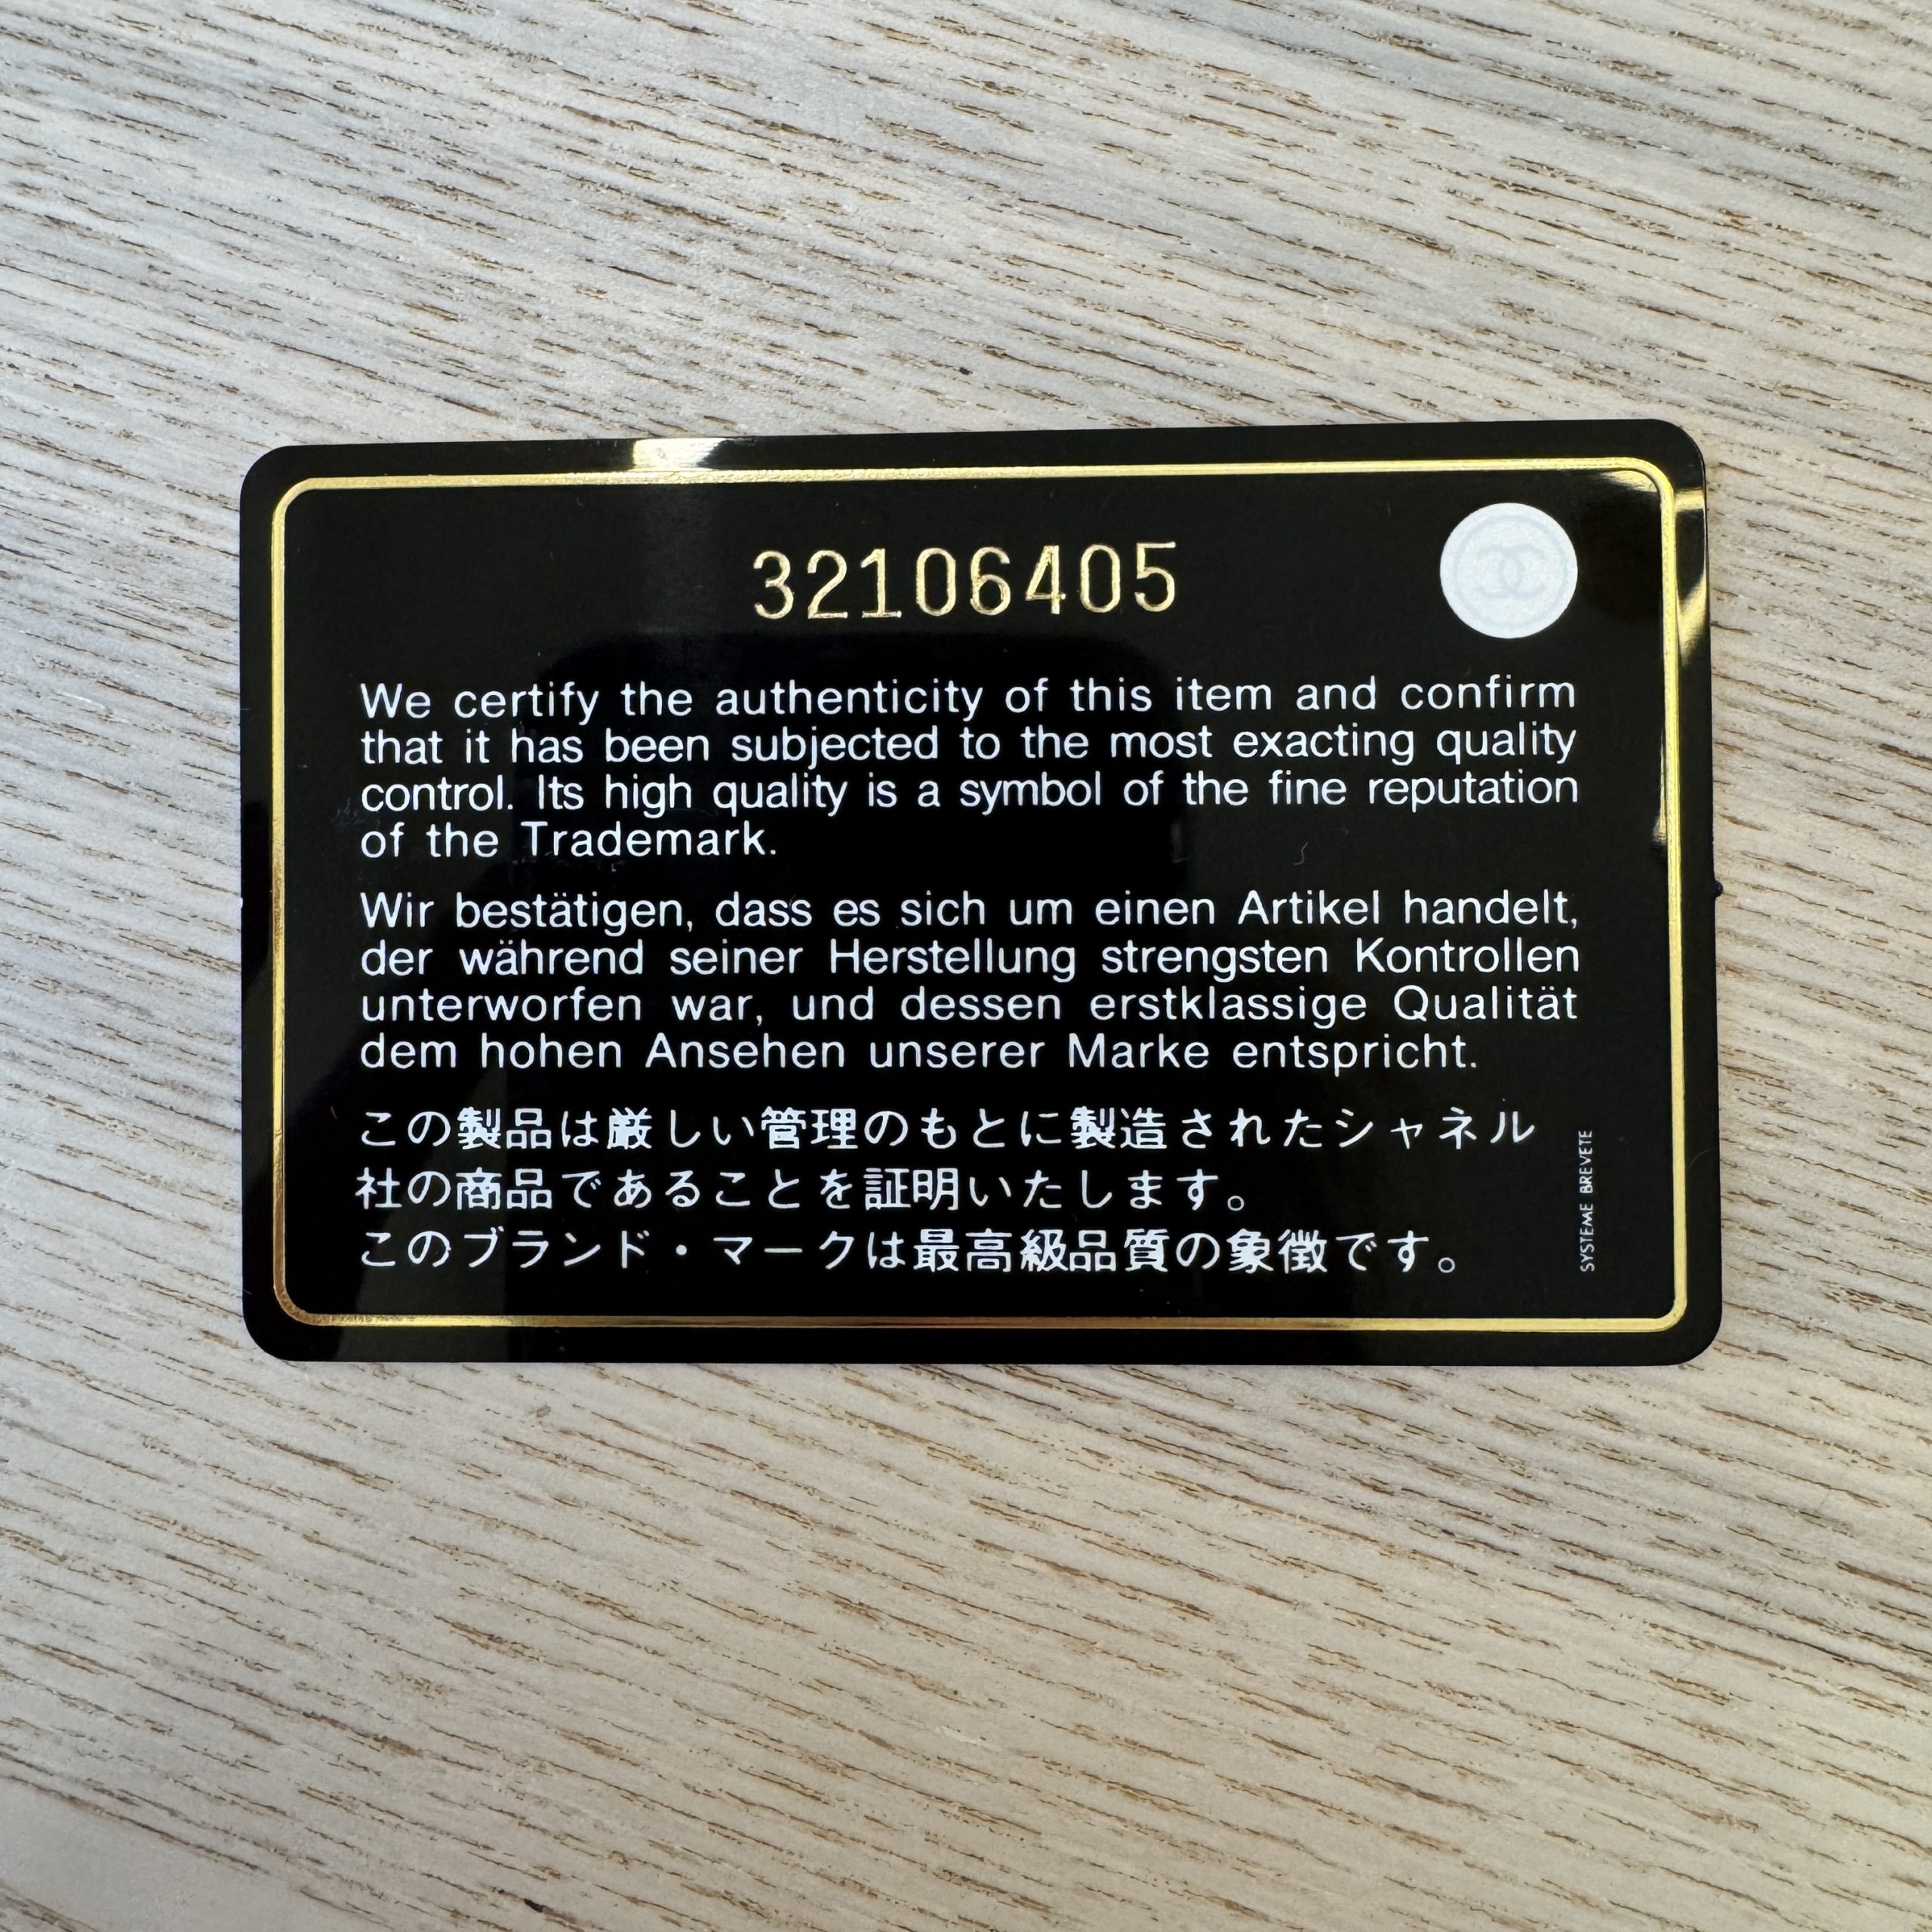 32106405
We certify the authenticity of this item and confirm
that it has been subjected to the most exacting quality
control. Its high quality is a symbol of the fine reputation
of the Trademark.
Wir bestätigen, dass es sich um einen Artikel handelt,
der während seiner Herstellung strengsten Kontrollen
unterworfen war, und dessen erstklassige Qualität
dem hohen Ansehen unserer Marke entspricht.
この製品は厳しい管理のもとに製造されたシャネル
社の商品であることを証明いたします。
このブランド・マークは最高級品質の象徴です。
SYSTEME BREVETE